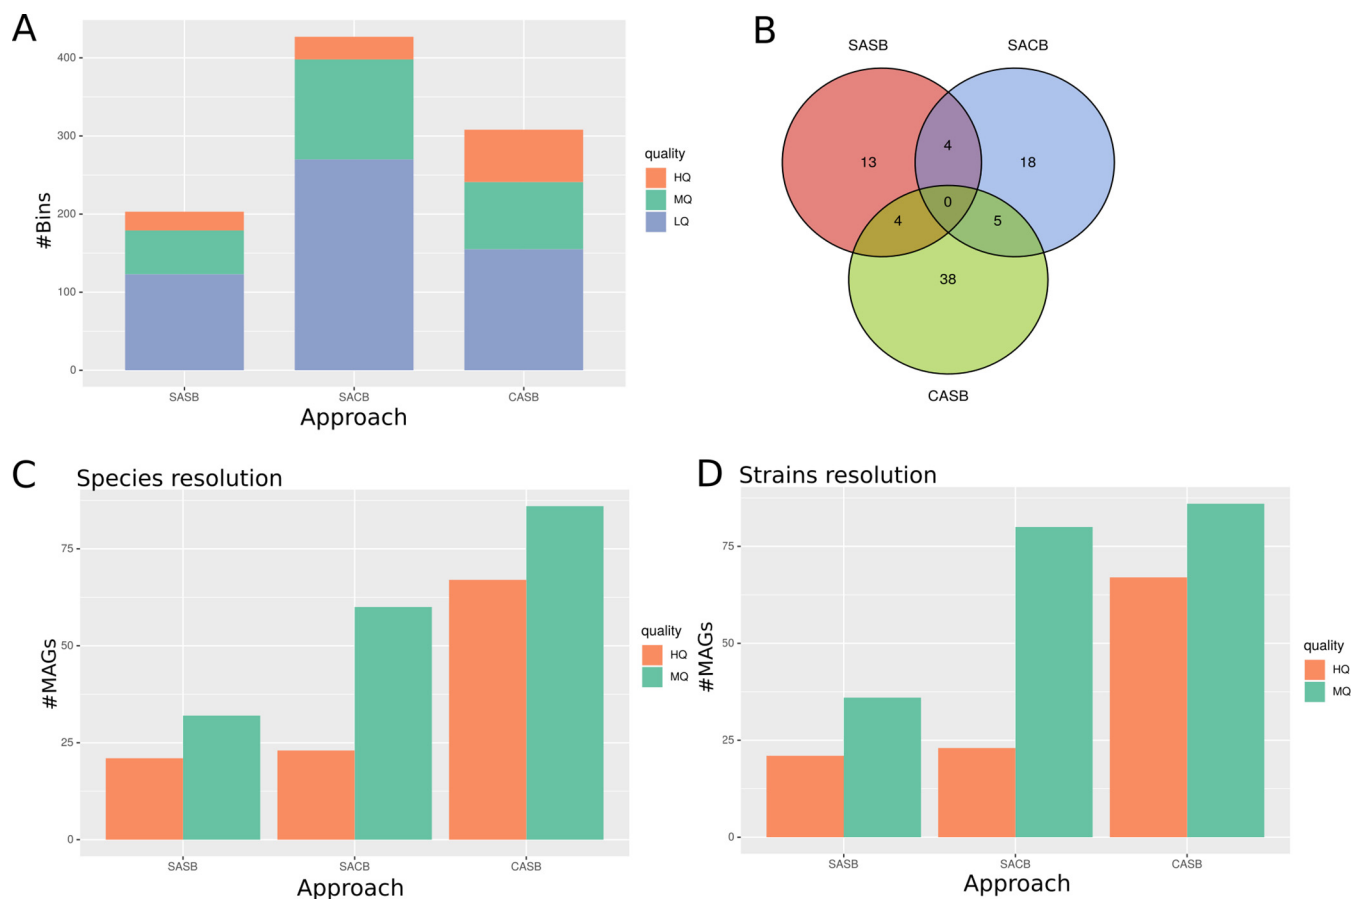 A
#Bins
400
300
200
100
0
SASB SACB CASB
Approach
quality
HQ
MQ
LQ
B
SASB SACB
4
13 18
0
4 5
38
CASB
C Species resolution
#MAGs
75
50
25
0
SASB SACB CASB
Approach
quality
HQ
MQ
D Strains resolution
#MAGs
75
50
25
0
SASB SACB CASB
Approach
quality
HQ
MQ